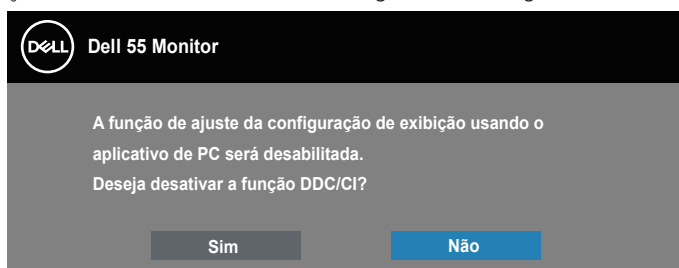 DELL
Dell 55 Monitor
A função de ajuste da configuração de exibição usando o
aplicativo de PC será desabilitada.
Deseja desativar a função DDC/CI?
Sim
Não